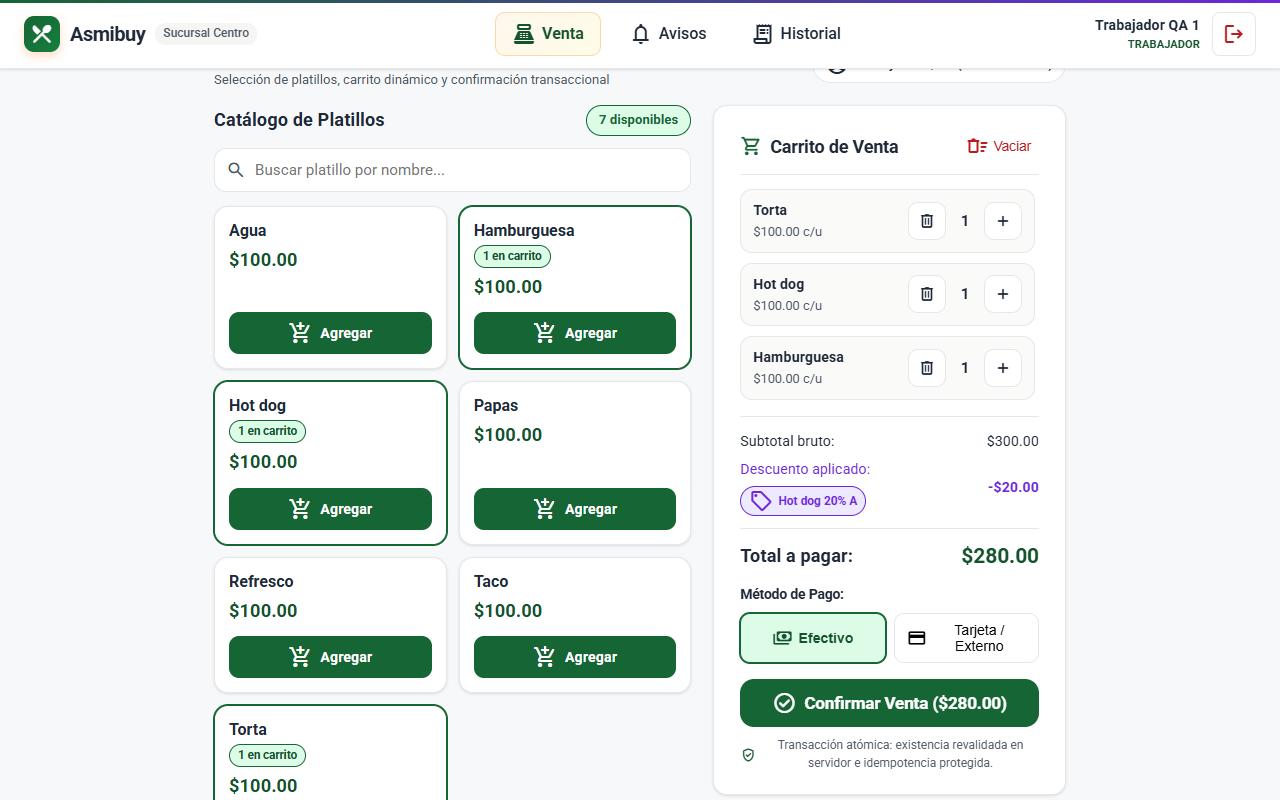 Asmibuy
Sucursal Centro
Venta
Avisos
Historial
Trabajador QA 1
TRABAJADOR
Selección de platillos, carrito dinámico y confirmación transaccional
Catálogo de Platillos
7 disponibles
Buscar platillo por nombre...
Agua
$100.00
Agregar
Hamburguesa
1 en carrito
$100.00
Agregar
Hot dog
1 en carrito
$100.00
Agregar
Papas
$100.00
Agregar
Refresco
$100.00
Agregar
Taco
$100.00
Agregar
Torta
1 en carrito
$100.00
Carrito de Venta
Vaciar
Torta
$100.00 c/u
1
+
Hot dog
$100.00 c/u
1
+
Hamburguesa
$100.00 c/u
1
+
Subtotal bruto:
$300.00
Descuento aplicado:
Hot dog 20% A
-$20.00
Total a pagar:
$280.00
Método de Pago:
Efectivo
Tarjeta /
Externo
Confirmar Venta ($280.00)
Transacción atómica: existencia revalidada en
servidor e idempotencia protegida.